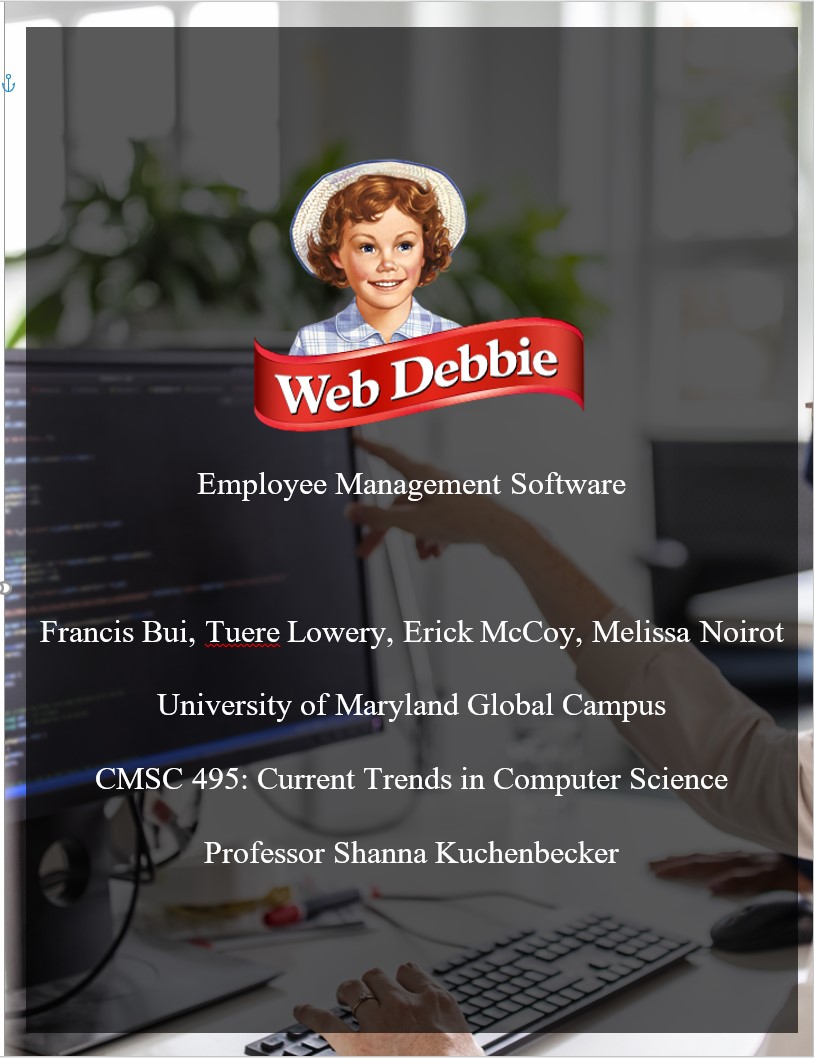 Web Debbie
Employee Management Software
Francis Bui, Tuere Lowery, Erick McCoy, Melissa Noirot
University of Maryland Global Campus
CMSC 495: Current Trends in Computer Science
Professor Shanna Kuchenbecker